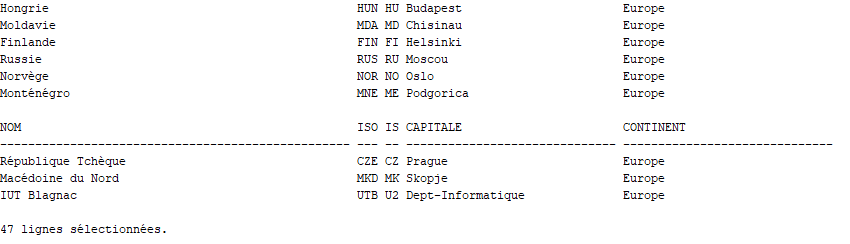 Hongrie HUN HU Budapest Europe
Moldavie MDA MD Chisinau Europe
Finlande FIN FI Helsinki Europe
Russie RUS RU Moscou Europe
Norvège NOR NO Oslo Europe
Monténégro MNE ME Podgorica Europe
NOM ISO IS CAPITALE CONTINENT
-------------------------------------------------- --- -- ------------------------------ ------------------------------
République Tchèque CZE CZ Prague Europe
Macédoine du Nord MKD MK Skopje Europe
IUT Blagnac UTB U2 Dept-Informatique Europe
47 lignes sélectionnées.